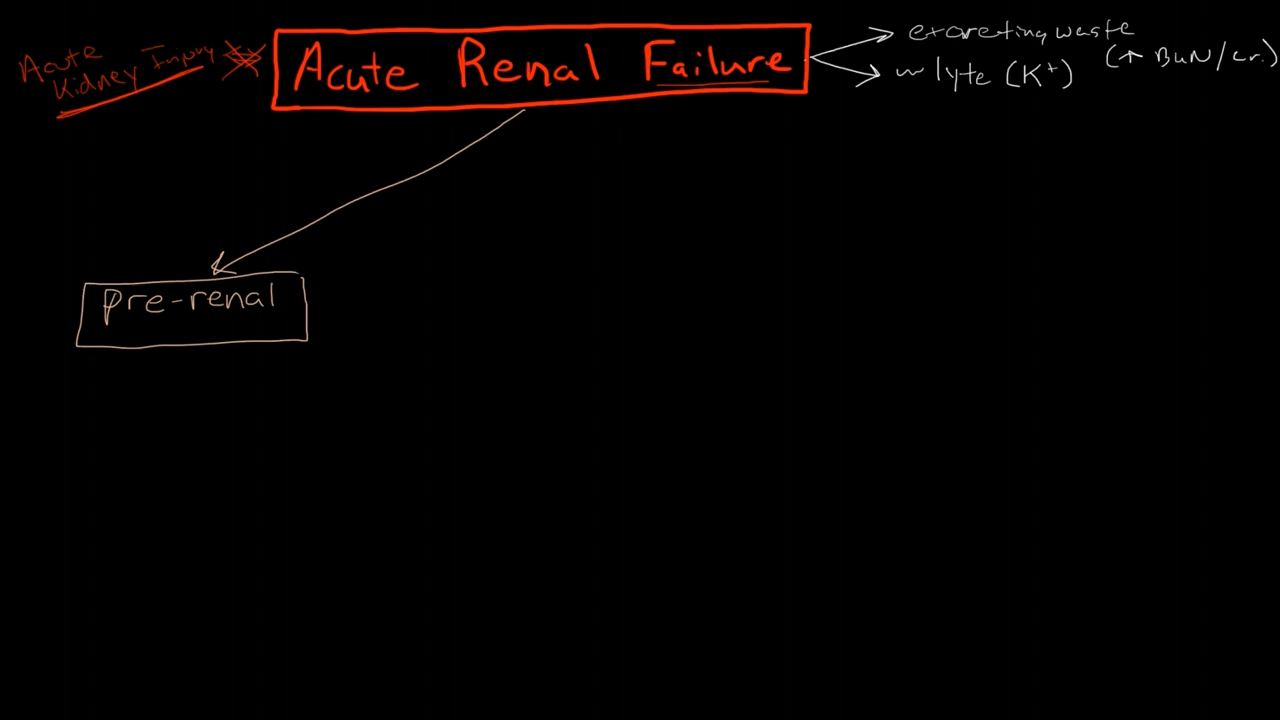 Acute
Kidney Injury
Acute Renal Failure
excreting waste
(↑ BUN/cr.)
lyte (K+)
pre-renal